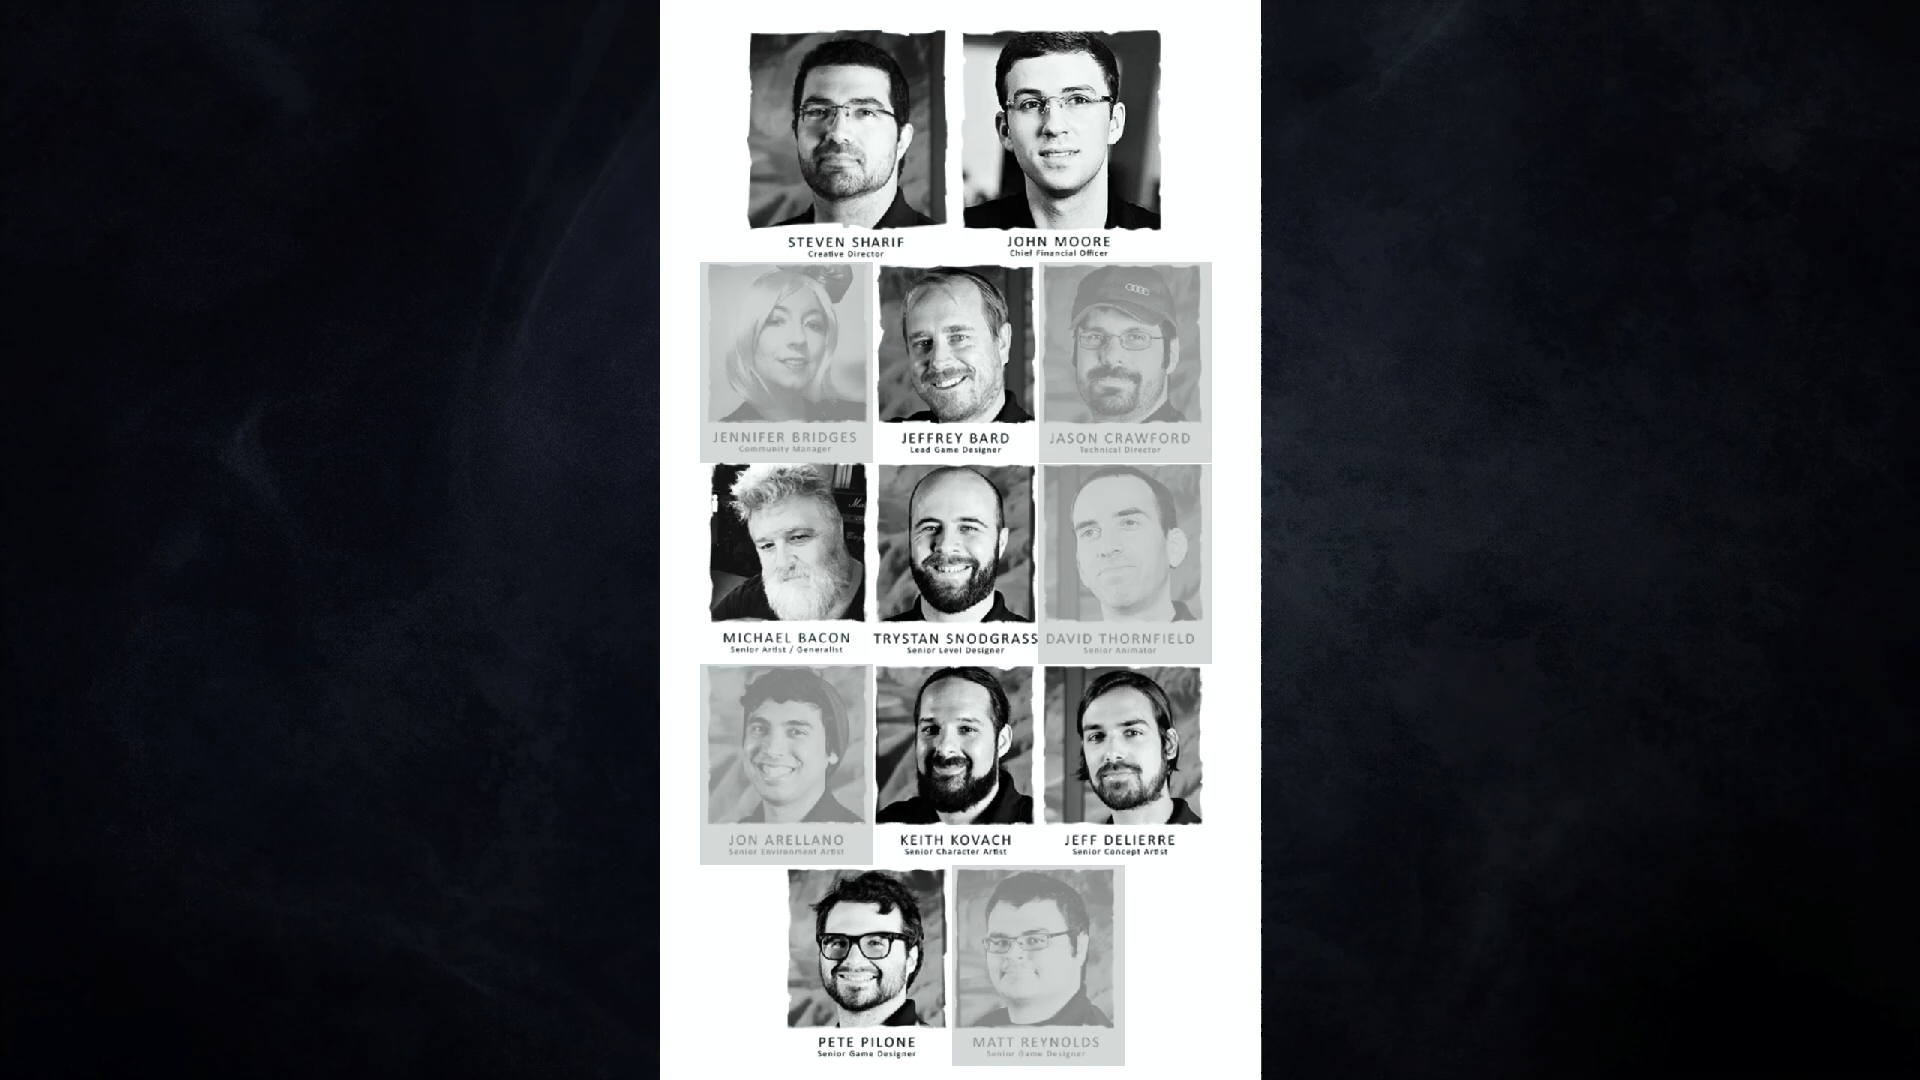 STEVEN SHARIF
Creative Director
JOHN MOORE
Chief Financial Officer
JENNIFER BRIDGES
Community Manager
JEFFREY BARD
Lead Game Designer
JASON CRAWFORD
Technical Director
MICHAEL BACON
Senior Artist / Generalist
TRYSTAN SNODGRASS
Senior Level Designer
DAVID THORNFIELD
Senior Animator
JON ARELLANO
Senior Environment Artist
KEITH KOVACH
Senior Character Artist
JEFF DELIERRE
Senior Concept Artist
PETE PILONE
Senior Game Designer
MATT REYNOLDS
Senior Game Designer